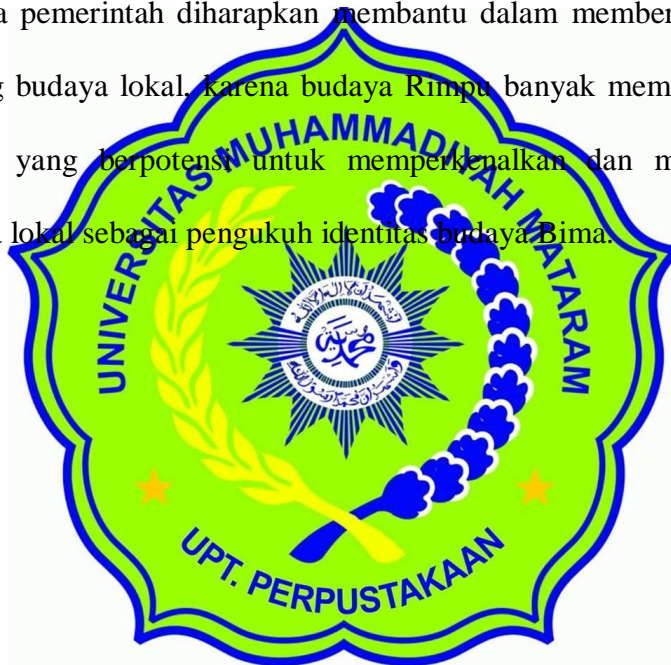 a pemerintah diharapkan membantu dalam member
g budaya lokal, karena budaya Rimpu banyak mem
yang berpotensi untuk memperkenalkan dan m
lokal sebagai pengukuh identitas budaya Bima.
UNIVERSITAS MUHAMMADIYAH MATARAM
UPT. PERPUSTAKAAN